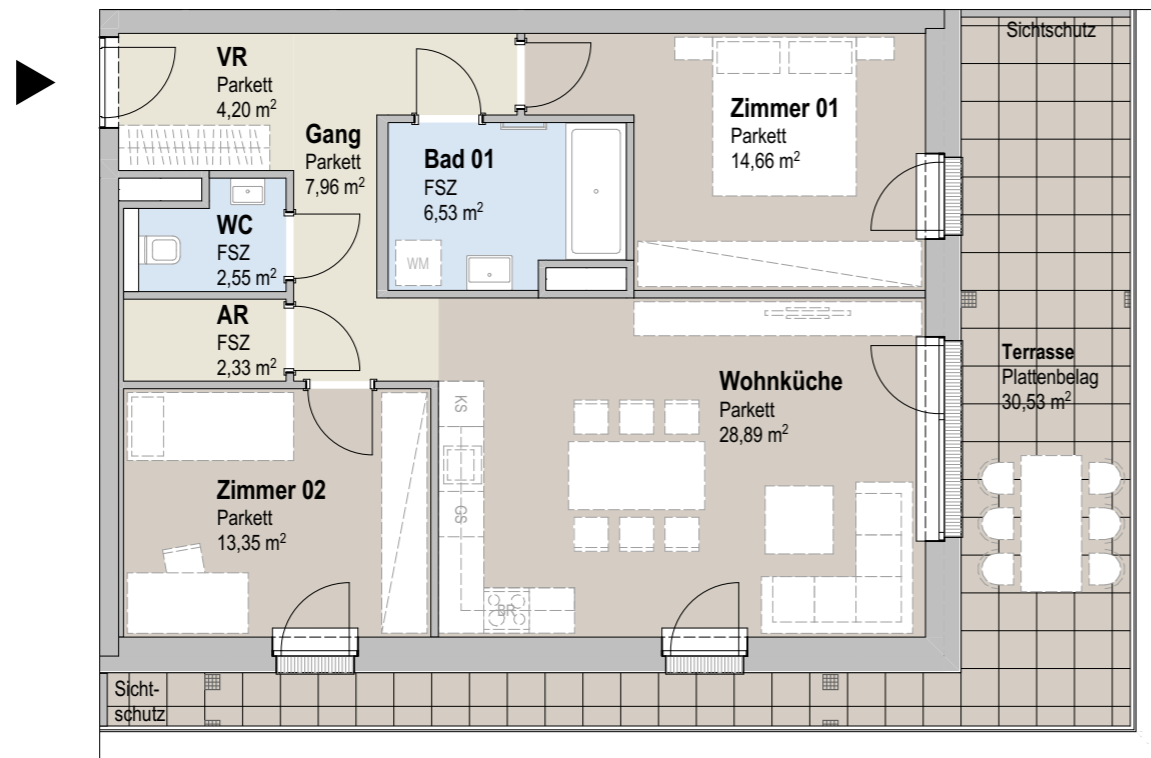 Sichtschutz
VR
Parkett
4,20 m²
Gang
Parkett
7,96 m²
Bad 01
FSZ
6,53 m²
WM
Zimmer 01
Parkett
14,66 m²
WC
FSZ
2,55 m²
AR
FSZ
2,33 m²
Terrasse
Plattenbelag
30,53 m²
Wohnküche
Parkett
28,89 m²
KS
GS
BR
Zimmer 02
Parkett
13,35 m²
Sicht-
schutz